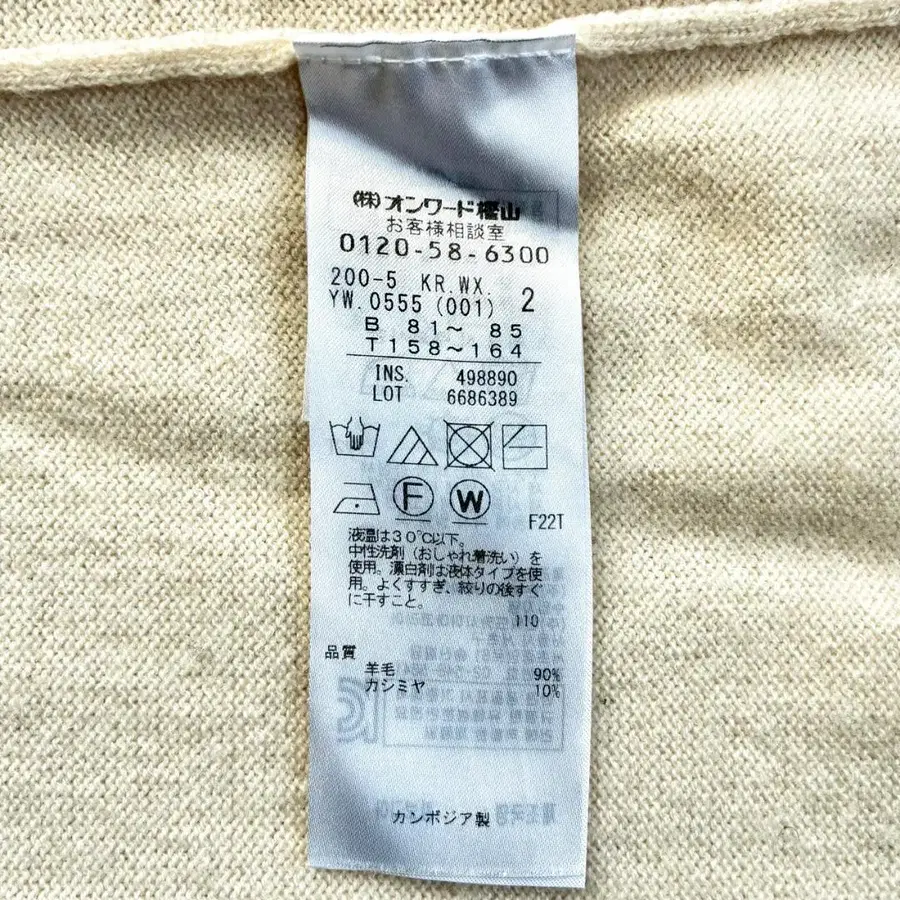 ㈱オンワード樫山
お客様相談室
0120-58-6300
200-5 KR.WX.
YW.0555(001) 2
B 81～ 85
T158～164
INS. 498890
LOT 6686389
F W F22T
液温は30℃以下。
中性洗剤(おしゃれ着洗い)を
使用。漂白剤は液体タイプを使
用。よくすすぎ、絞りの後すぐ
に干すこと。
110
品質
羊毛 90%
カシミヤ 10%
カンボジア製